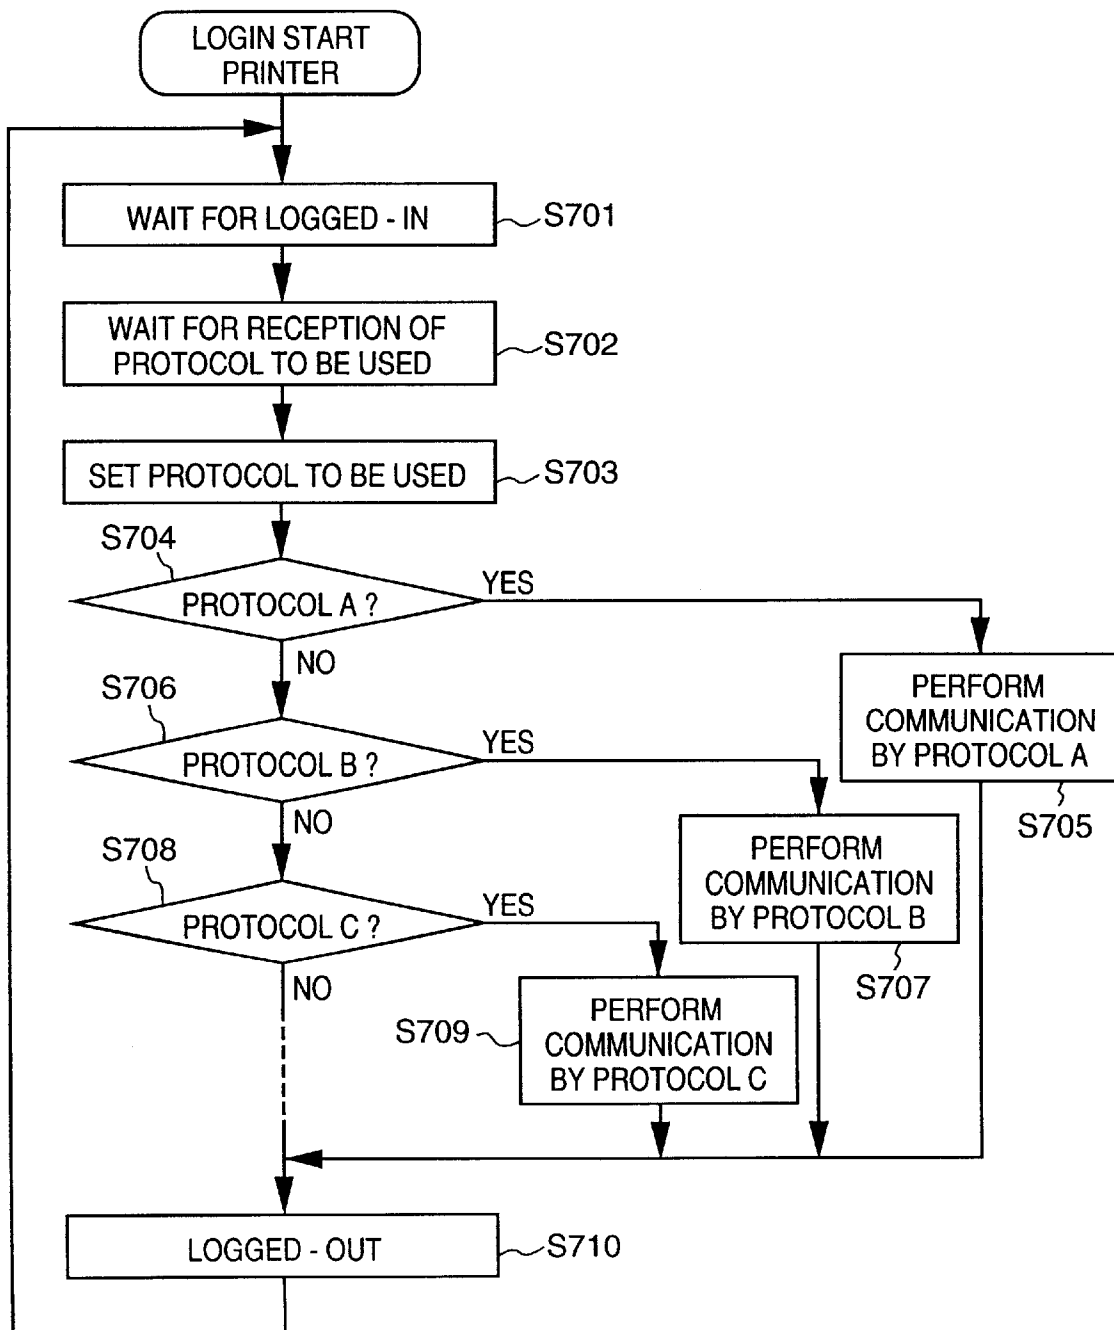 LOGIN START
PRINTER
WAIT FOR LOGGED - IN
S701
WAIT FOR RECEPTION OF
PROTOCOL TO BE USED
S702
SET PROTOCOL TO BE USED
S703
S704
PROTOCOL A ?
YES
NO
PERFORM
COMMUNICATION
BY PROTOCOL A
S705
S706
PROTOCOL B ?
YES
NO
PERFORM
COMMUNICATION
BY PROTOCOL B
S707
S708
PROTOCOL C ?
YES
NO
S709
PERFORM
COMMUNICATION
BY PROTOCOL C
LOGGED - OUT
S710